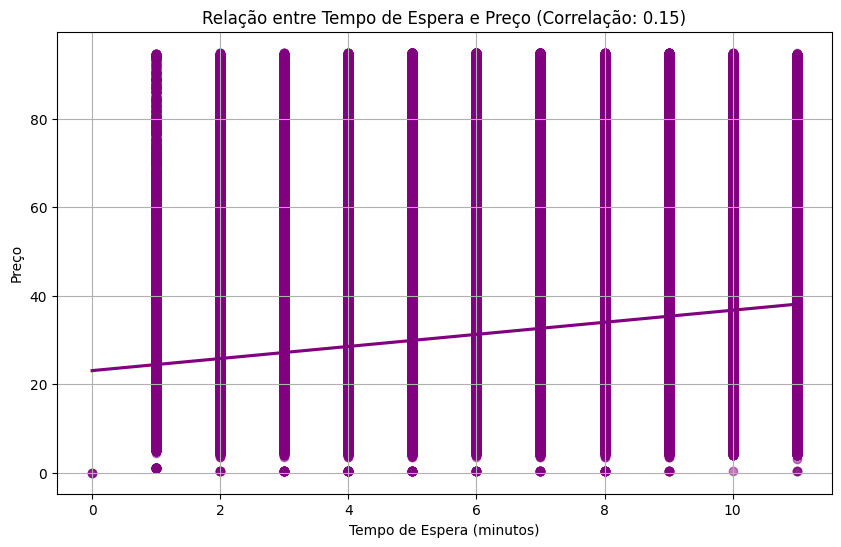 Relação entre Tempo de Espera e Preço (Correlação: 0.15)
80
60
40
20
0
Preço
0 2 4 6 8 10
Tempo de Espera (minutos)